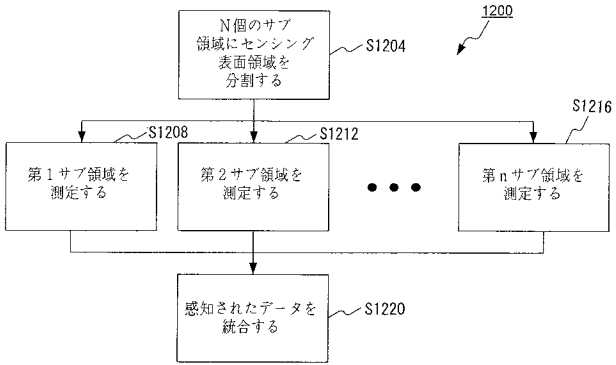 1200
N個のサブ
領域にセンシング
表面領域を
分割する
S1204
S1208
S1212
S1216
第1サブ領域を
測定する
第2サブ領域を
測定する
第nサブ領域を
測定する
感知されたデータを
統合する
S1220